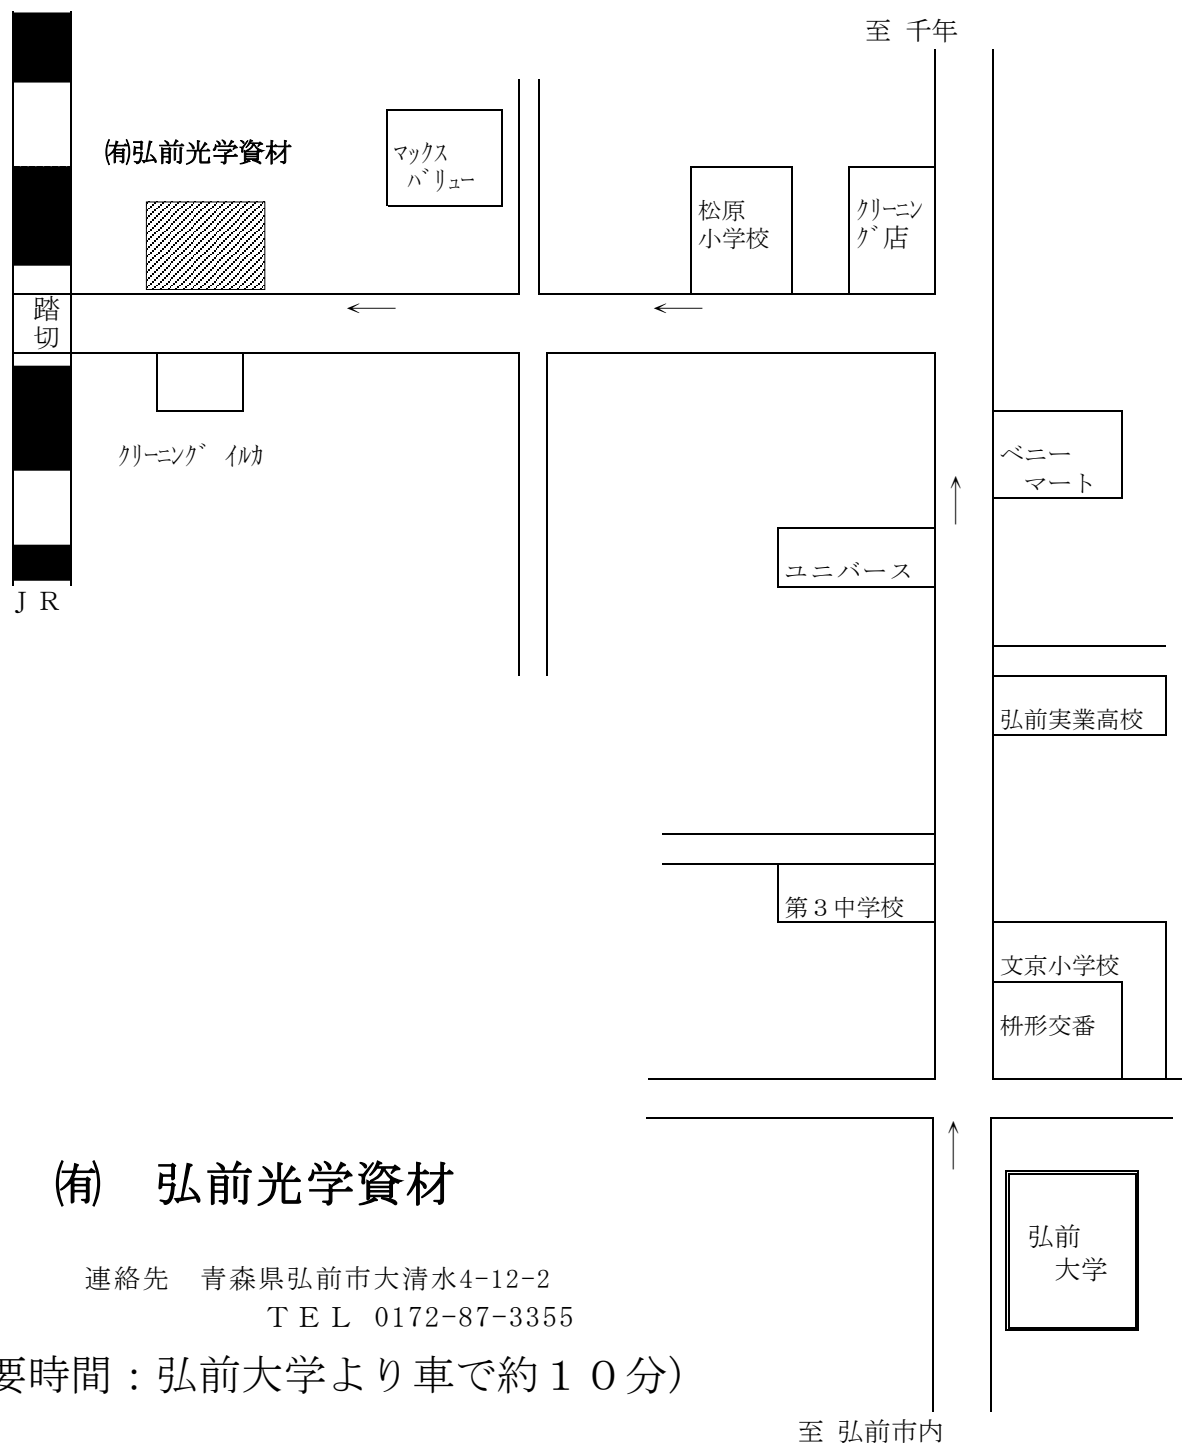 至 千年
㈲弘前光学資材
マックス
バリュー
松原
小学校
クリーニン
グ店
踏
切
クリーニング イルカ
ベニー
マート
ユニバース
JR
弘前実業高校
第３中学校
文京小学校
枡形交番
㈲ 弘前光学資材
弘前
大学
連絡先 青森県弘前市大清水4-12-2
ＴＥＬ 0172-87-3355
要時間：弘前大学より車で約１０分)
至 弘前市内